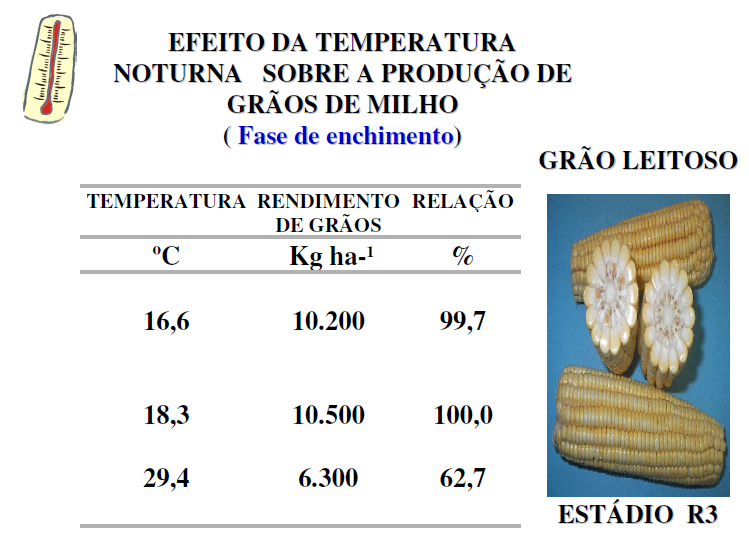 EFEITO DA TEMPERATURA
NOTURNA SOBRE A PRODUÇÃO DE
GRÃOS DE MILHO
( Fase de enchimento)
GRÃO LEITOSO
TEMPERATURA RENDIMENTO RELAÇÃO
DE GRÃOS
ºC Kg ha-¹ %
16,6 10.200 99,7
18,3 10.500 100,0
29,4 6.300 62,7
ESTÁDIO R3